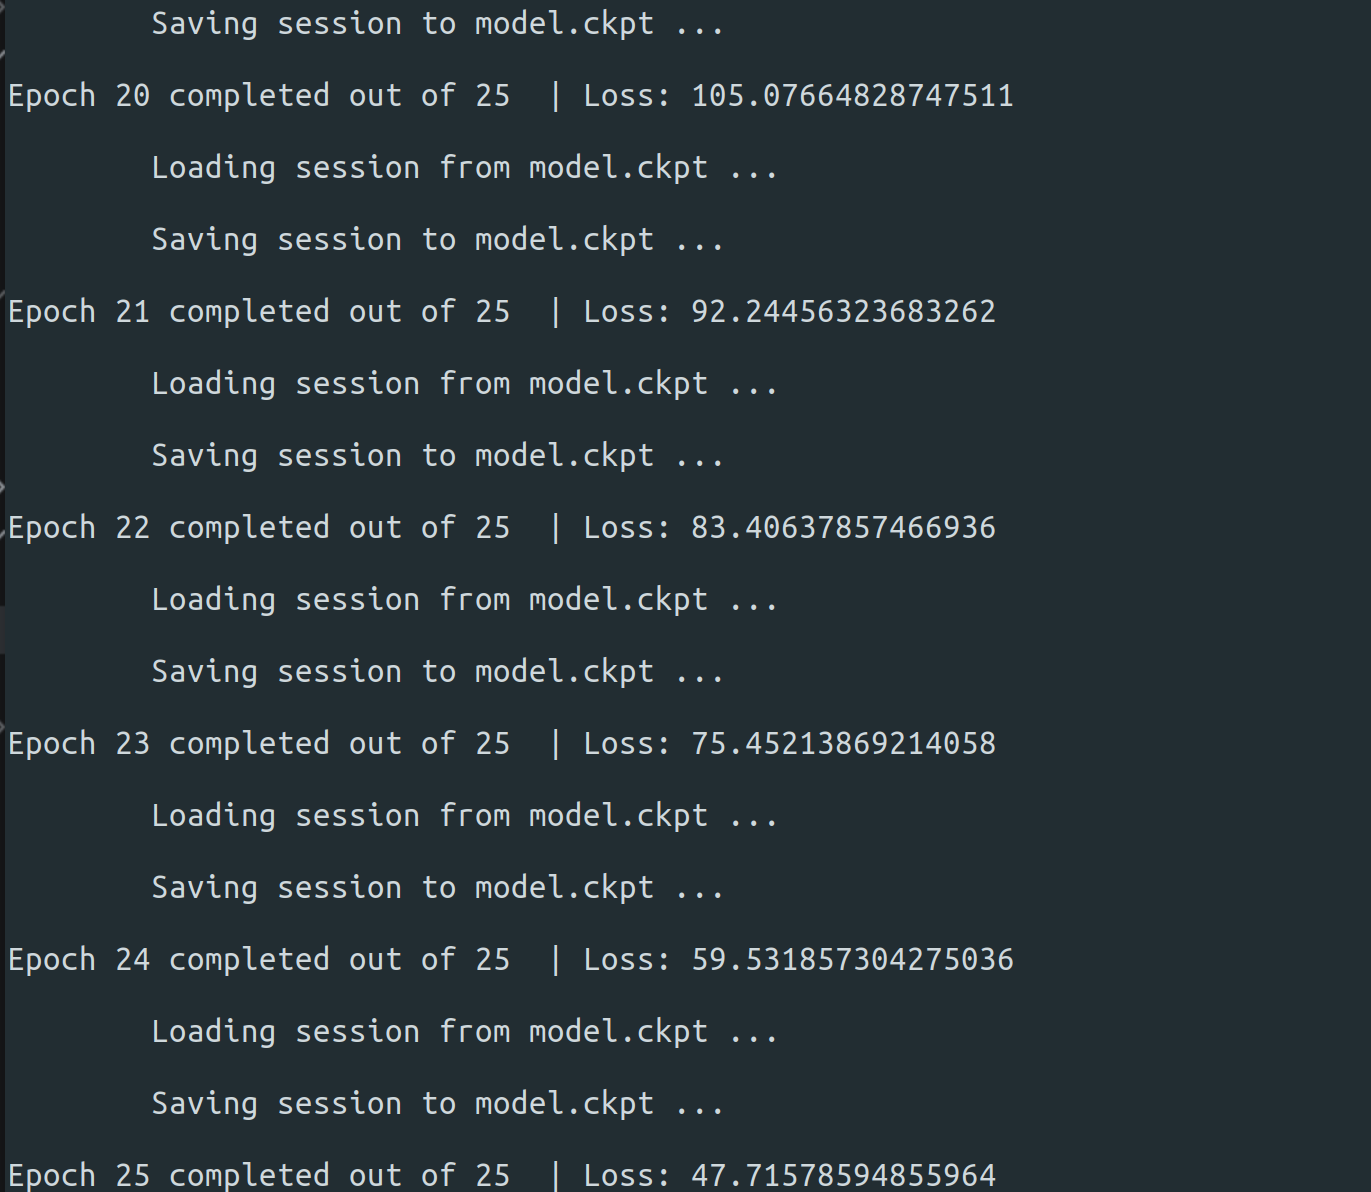 Saving session to model.ckpt ...
Epoch 20 completed out of 25  | Loss: 105.07664828747511
Loading session from model.ckpt ...
Saving session to model.ckpt ...
Epoch 21 completed out of 25  | Loss: 92.24456323683262
Loading session from model.ckpt ...
Saving session to model.ckpt ...
Epoch 22 completed out of 25  | Loss: 83.40637857466936
Loading session from model.ckpt ...
Saving session to model.ckpt ...
Epoch 23 completed out of 25  | Loss: 75.45213869214058
Loading session from model.ckpt ...
Saving session to model.ckpt ...
Epoch 24 completed out of 25  | Loss: 59.531857304275036
Loading session from model.ckpt ...
Saving session to model.ckpt ...
Epoch 25 completed out of 25  | Loss: 47.71578594855964